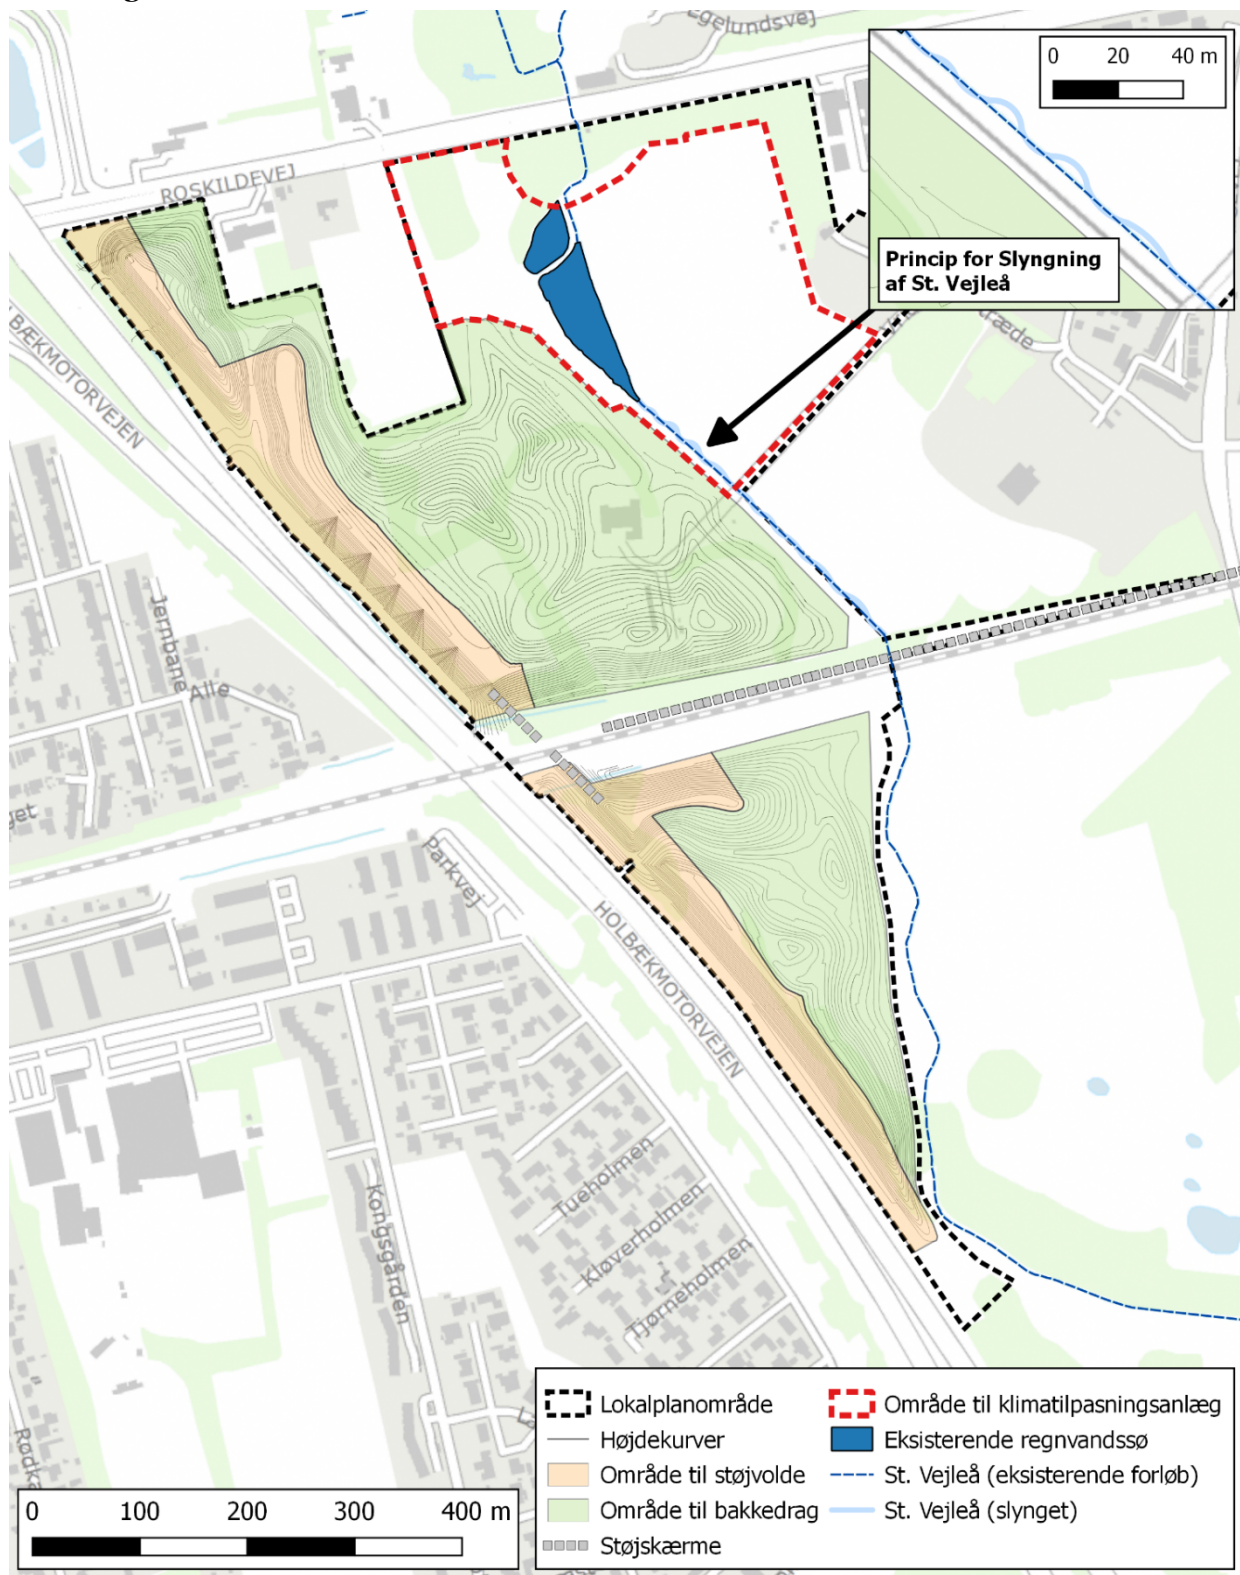 Egelundsvej
0 20 40 m
ROSKILDEVEJ
Princip for Slyngning
af St. Vejleå
træde
BÆKMOTORVEJEN
Jernbane
Alle
get
Parkvej
HOLBÆKMOTORVEJEN
Tueholmen
Kløverholmen
Tjørneholmen
Kongsgården
Lokalplanområde
Område til klimatilpasningsanlæg
Højdekurver
Eksisterende regnvandssø
Område til støjvolde
St. Vejleå (eksisterende forløb)
Område til bakkedrag
St. Vejleå (slynget)
Støjskærme
0 100 200 300 400 m